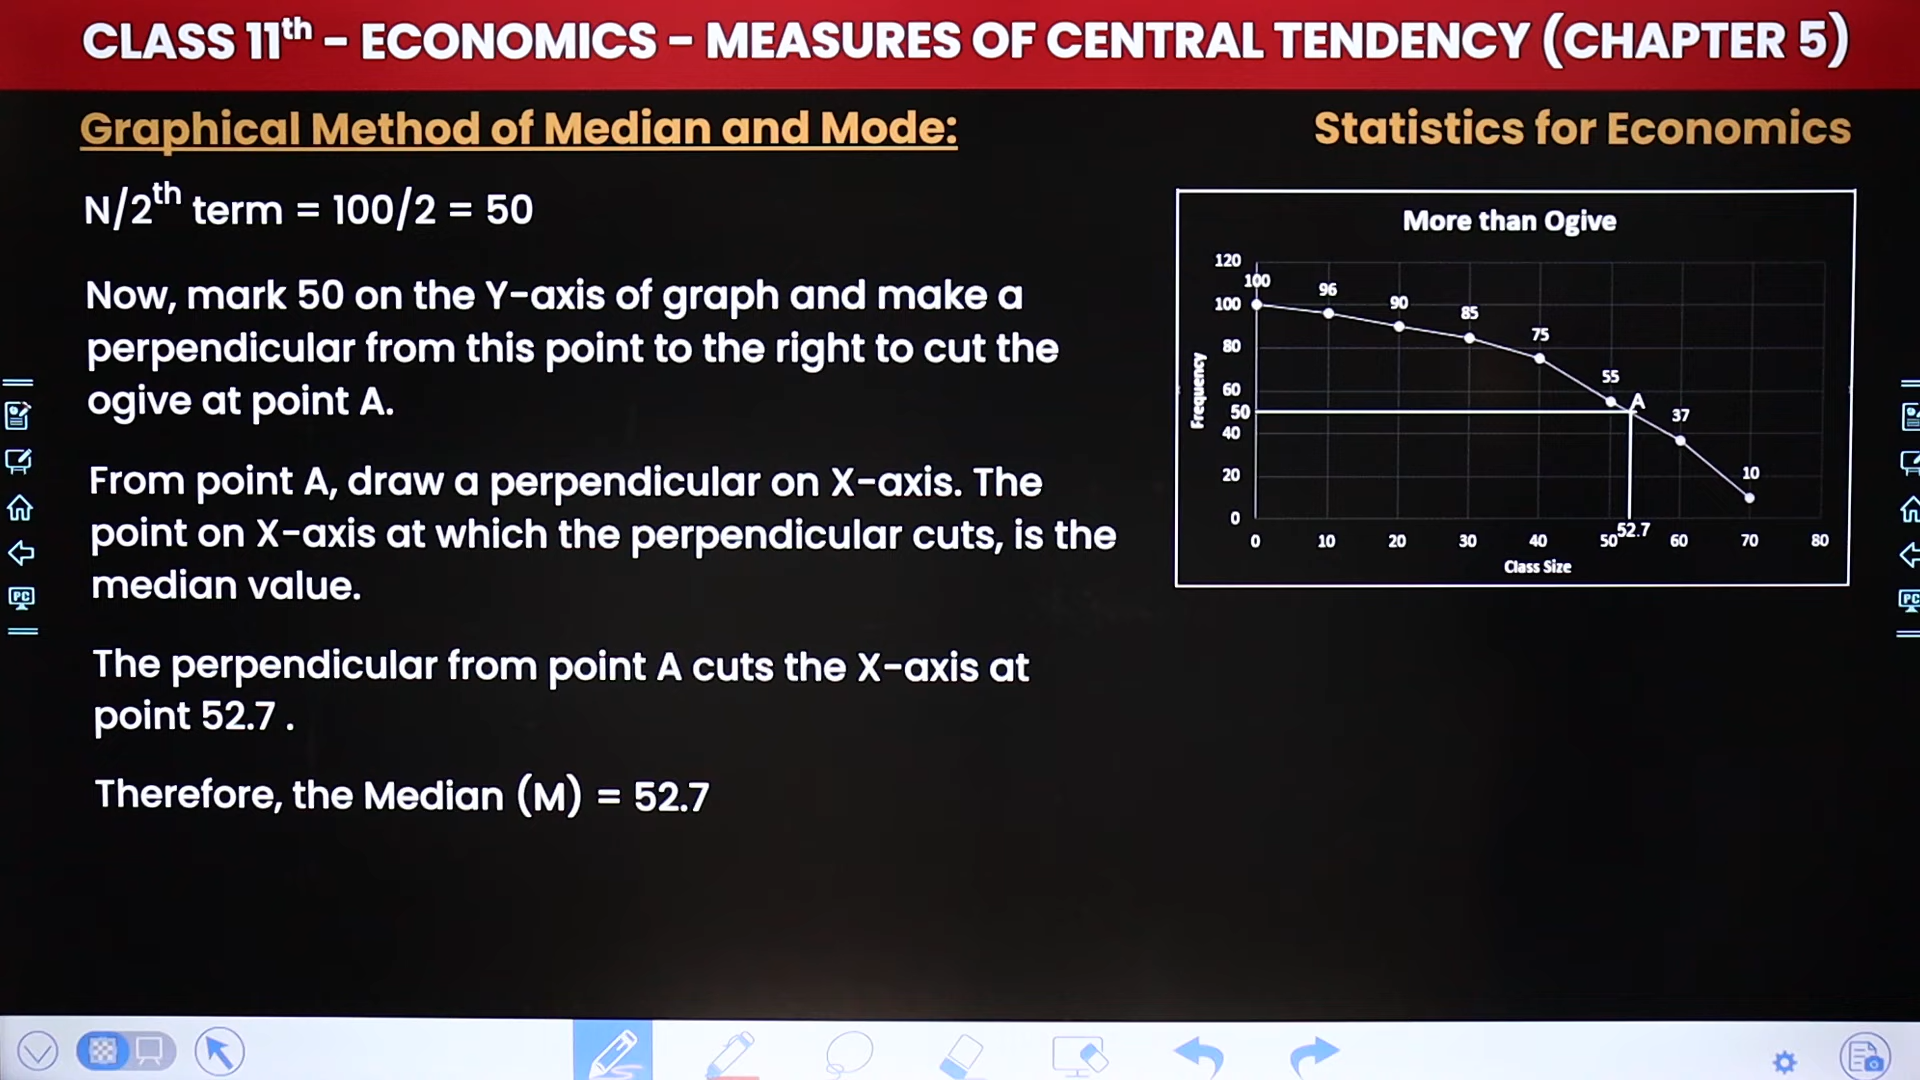 CLASS 11th - ECONOMICS - MEASURES OF CENTRAL TENDENCY (CHAPTER 5)
Graphical Method of Median and Mode:
Statistics for Economics
N/2th term = 100/2 = 50
Now, mark 50 on the Y-axis of graph and make a
perpendicular from this point to the right to cut the
ogive at point A.
From point A, draw a perpendicular on X-axis. The
point on X-axis at which the perpendicular cuts, is the
median value.
The perpendicular from point A cuts the X-axis at
point 52.7 .
Therefore, the Median (M) = 52.7
More than Ogive
120
100
80
60
50
40
20
0
Frequency
100
96
90
85
75
55
A
37
10
0 10 20 30 40 50 52.7 60 70 80
Class Size
PC
PC